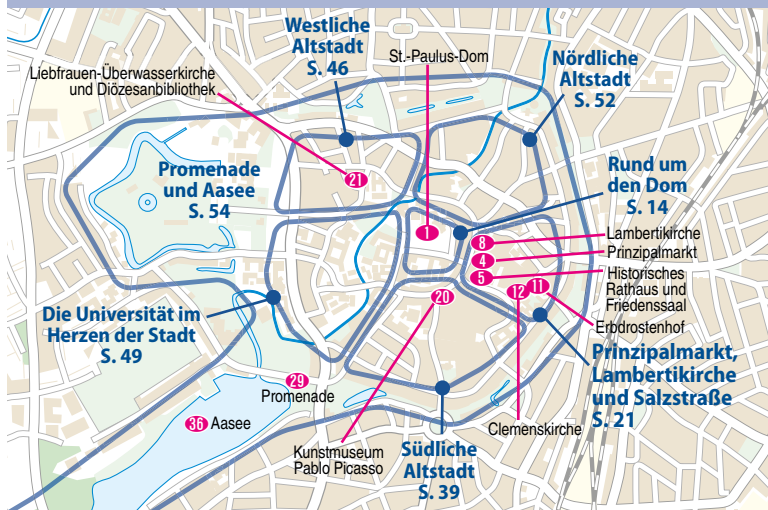 Westliche
Altstadt
S. 46
St.-Paulus-Dom
Nördliche
Altstadt
S. 52
Liebfrauen-Überwasserkirche
und Diözesanbibliothek
Promenade
und Aasee
S. 54
21
Rund um
den Dom
S. 14
1
8
Lambertikirche
4
Prinzipalmarkt
5
Historisches
Rathaus und
Friedenssaal
12
11
Erbdrostenhof
20
Die Universität im
Herzen der Stadt
S. 49
Prinzipalmarkt,
Lambertikirche
und Salzstraße
S. 21
29
Promenade
36
Aasee
Clemenskirche
Kunstmuseum
Pablo Picasso
Südliche
Altstadt
S. 39